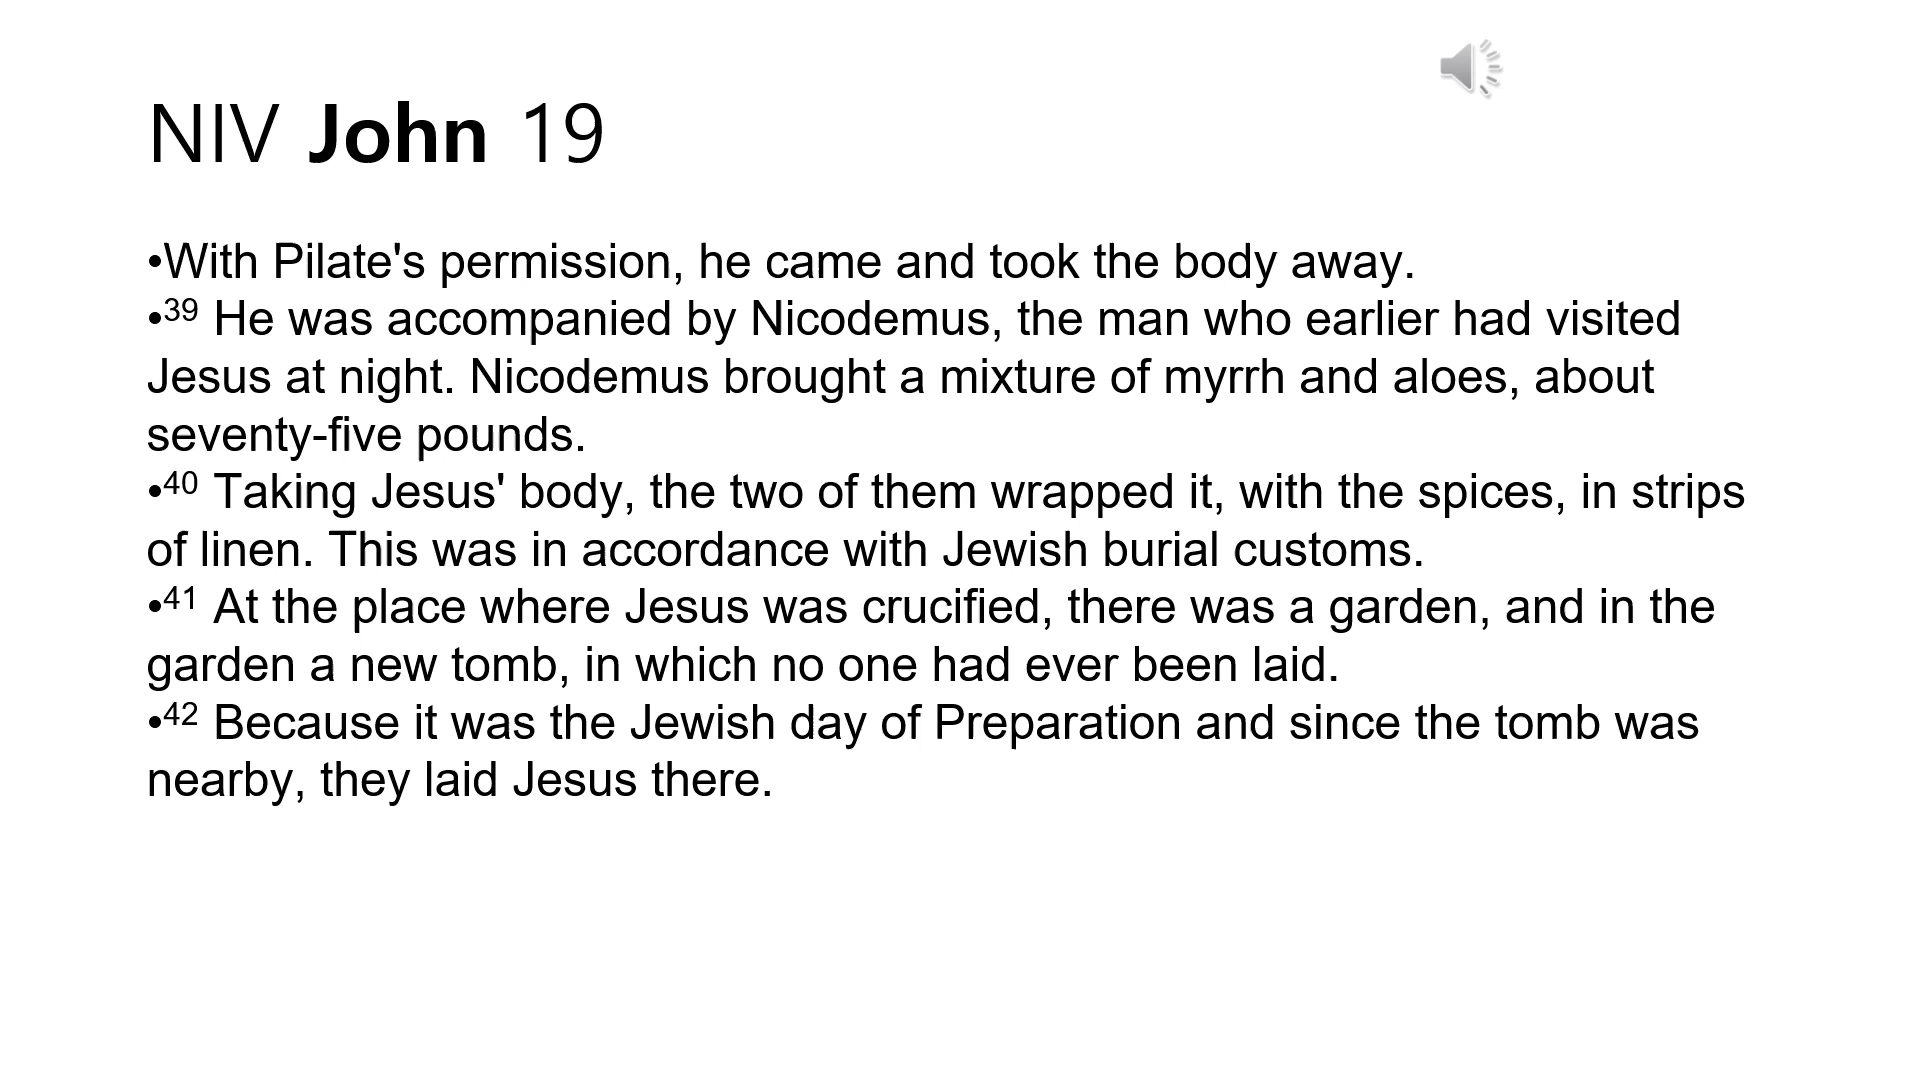 NIV John 19
•With Pilate's permission, he came and took the body away.
•39 He was accompanied by Nicodemus, the man who earlier had visited
Jesus at night. Nicodemus brought a mixture of myrrh and aloes, about
seventy-five pounds.
•40 Taking Jesus' body, the two of them wrapped it, with the spices, in strips
of linen. This was in accordance with Jewish burial customs.
•41 At the place where Jesus was crucified, there was a garden, and in the
garden a new tomb, in which no one had ever been laid.
•42 Because it was the Jewish day of Preparation and since the tomb was
nearby, they laid Jesus there.